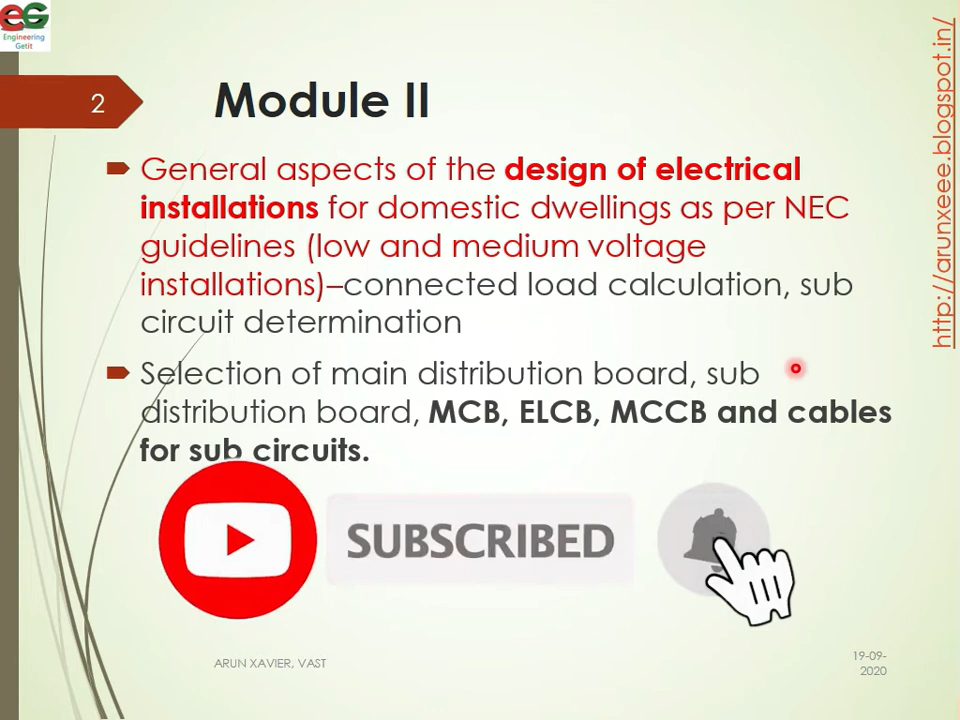 EG
Engineering
Getit
http://arunxeee.blogspot.in/
2
Module II
General aspects of the design of electrical
installations for domestic dwellings as per NEC
guidelines (low and medium voltage
installations)–connected load calculation, sub
circuit determination
Selection of main distribution board, sub
distribution board, MCB, ELCB, MCCB and cables
for sub circuits.
SUBSCRIBED
ARUN XAVIER, VAST
19-09-
2020